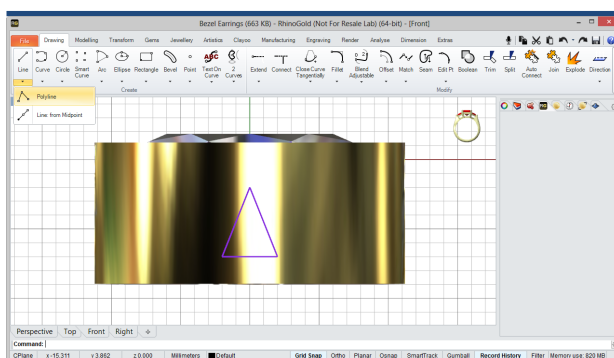 RG Bezel Earrings (663 KB) - RhinoGold (Not For Resale Lab) (64-bit) - [Front]
File Drawing Modelling Transform Gems Jewellery Artistics Clayoo Manufacturing Engraving Render Analyse Dimension Extras
Line Curve Circle Smart Curve Arc Ellipse Rectangle Bevel Point Text On Curve 2 Curves Extend Connect Close Curve Tangentially Fillet Blend Adjustable Offset Match Seam Edit Pt Boolean Trim Split Auto Connect Join Explode Direction
Create Modify
Polyline
Line: from Midpoint
Perspective Top Front Right
Command:
CPlane x -15.311 y 3.862 z 0.000 Millimeters Default Grid Snap Ortho Planar Osnap SmartTrack Gumball Record History Filter Memory use: 820 MB